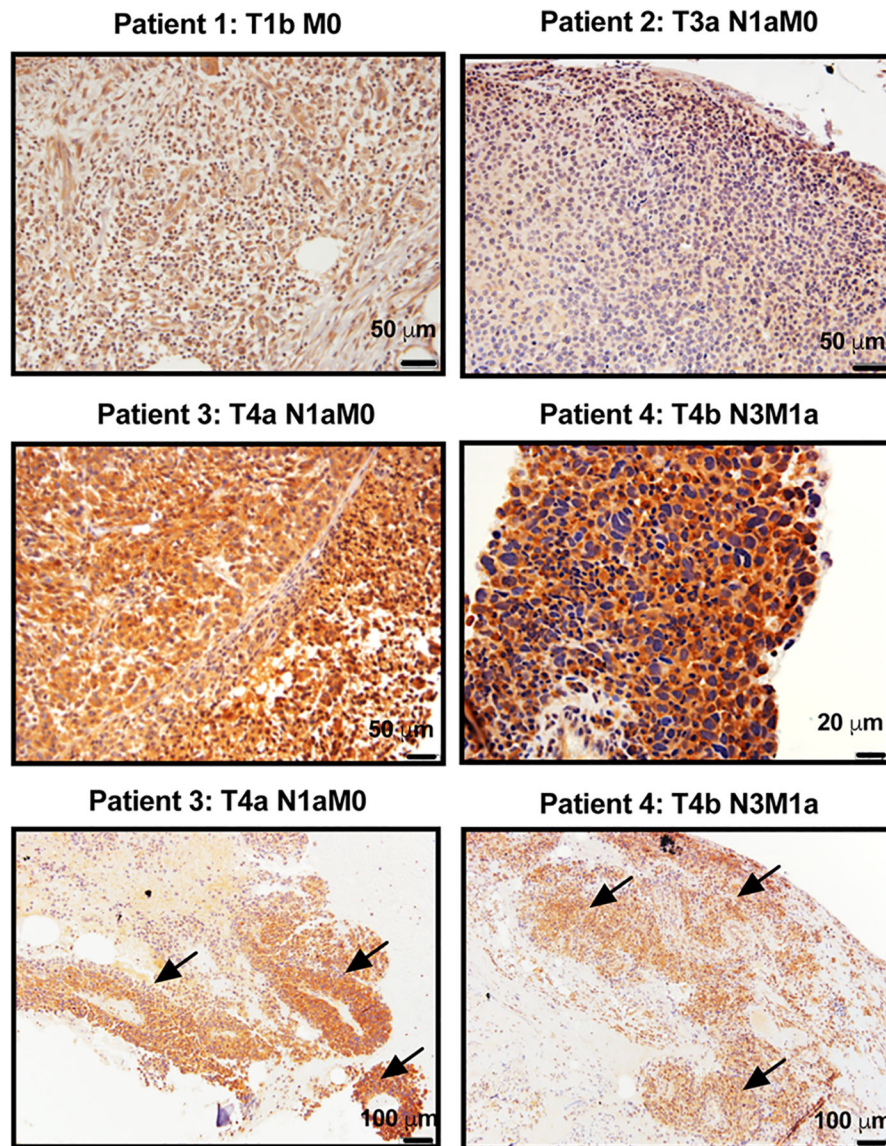 Patient 1: T1b M0
Patient 2: T3a N1aM0
50 μm
50 μm
Patient 3: T4a N1aM0
Patient 4: T4b N3M1a
50 μm
20 μm
Patient 3: T4a N1aM0
Patient 4: T4b N3M1a
100 μm
100 μm